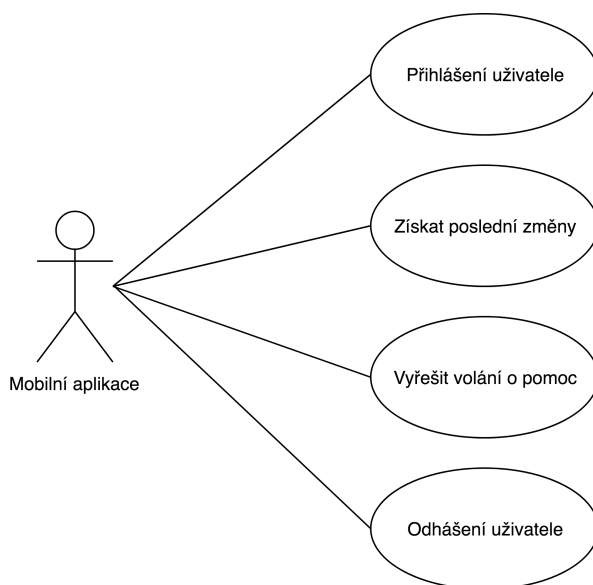 Přihlášení uživatele
Získat poslední změny
Mobilní aplikace
Vyřešit volání o pomoc
Odhášení uživatele